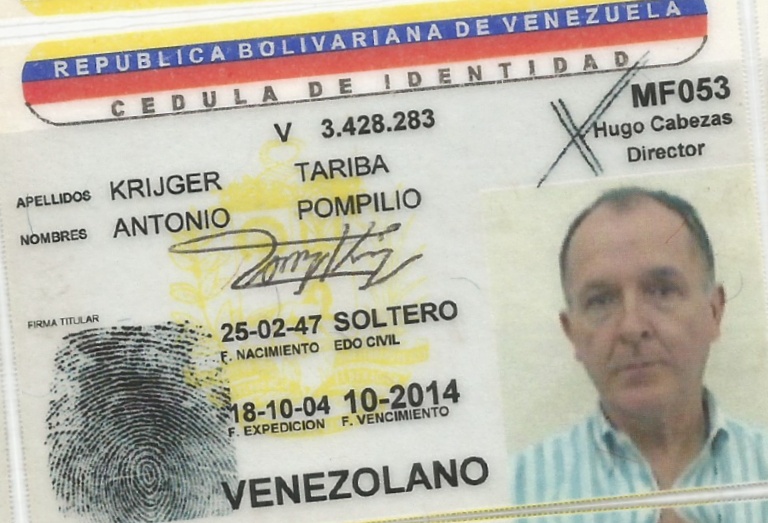 REPUBLICA BOLIVARIANA DE VENEZUELA
CEDULA DE IDENTIDAD
MF053
Hugo Cabezas
Director
V 3.428.283
APELLIDOS KRIJGER TARIBA
NOMBRES ANTONIO POMPILIO
FIRMA TITULAR
25-02-47 SOLTERO
F. NACIMIENTO EDO CIVIL
18-10-04 10-2014
F. EXPEDICION F. VENCIMIENTO
VENEZOLANO